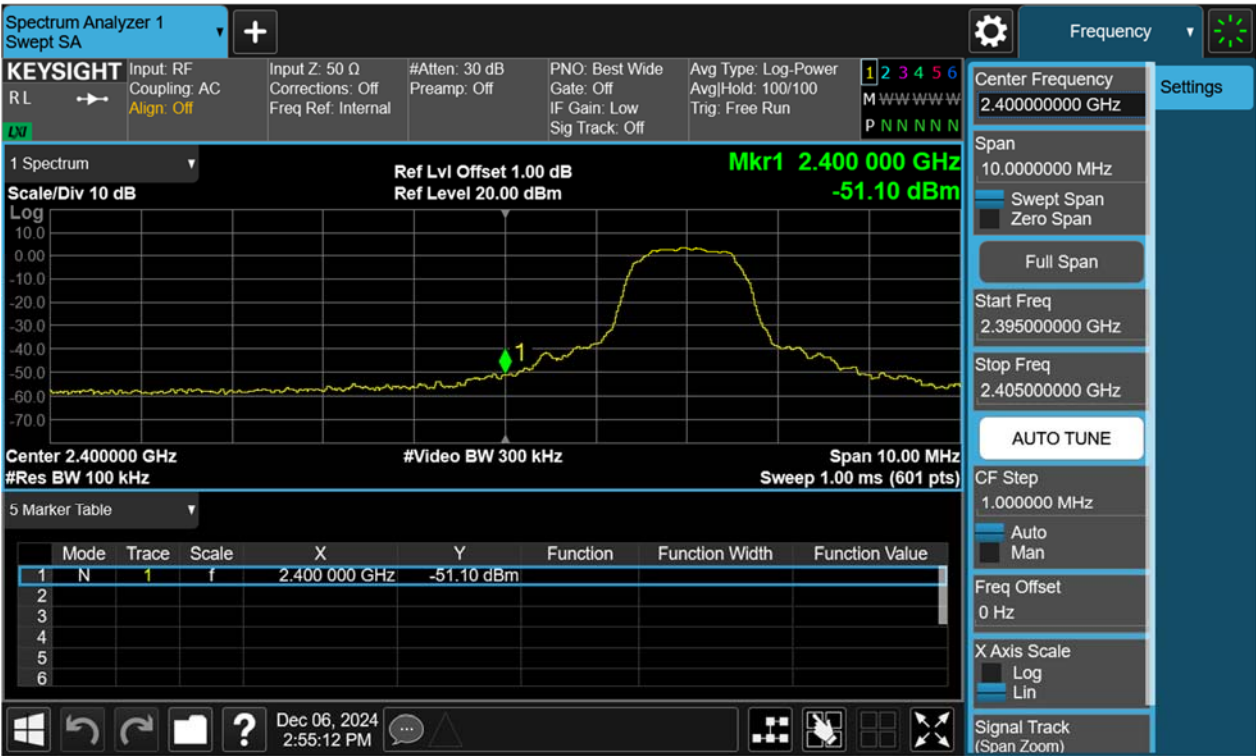 Spectrum Analyzer 1
Swept SA
+
Frequency
KEYSIGHT
R L
LXI
Input: RF
Coupling: AC
Align: Off
Input Z: 50 Ω
Corrections: Off
Freq Ref: Internal
#Atten: 30 dB
Preamp: Off
PNO: Best Wide
Gate: Off
IF Gain: Low
Sig Track: Off
Avg Type: Log-Power
Avg|Hold: 100/100
Trig: Free Run
1 2 3 4 5 6
M W W W W W
P N N N N N
1 Spectrum
Scale/Div 10 dB
Ref Lvl Offset 1.00 dB
Ref Level 20.00 dBm
Mkr1 2.400 000 GHz
-51.10 dBm
Log
10.0
0.00
-10.0
-20.0
-30.0
-40.0
-50.0
-60.0
-70.0
1
Center 2.400000 GHz
#Res BW 100 kHz
#Video BW 300 kHz
Span 10.00 MHz
Sweep 1.00 ms (601 pts)
5 Marker Table
Mode Trace Scale X Y Function Function Width Function Value
1 N 1 f 2.400 000 GHz -51.10 dBm
2
3
4
5
6
?
Dec 06, 2024
2:55:12 PM
Center Frequency
2.400000000 GHz
Settings
Span
10.0000000 MHz
Swept Span
Zero Span
Full Span
Start Freq
2.395000000 GHz
Stop Freq
2.405000000 GHz
AUTO TUNE
CF Step
1.000000 MHz
Auto
Man
Freq Offset
0 Hz
X Axis Scale
Log
Lin
Signal Track
(Span Zoom)